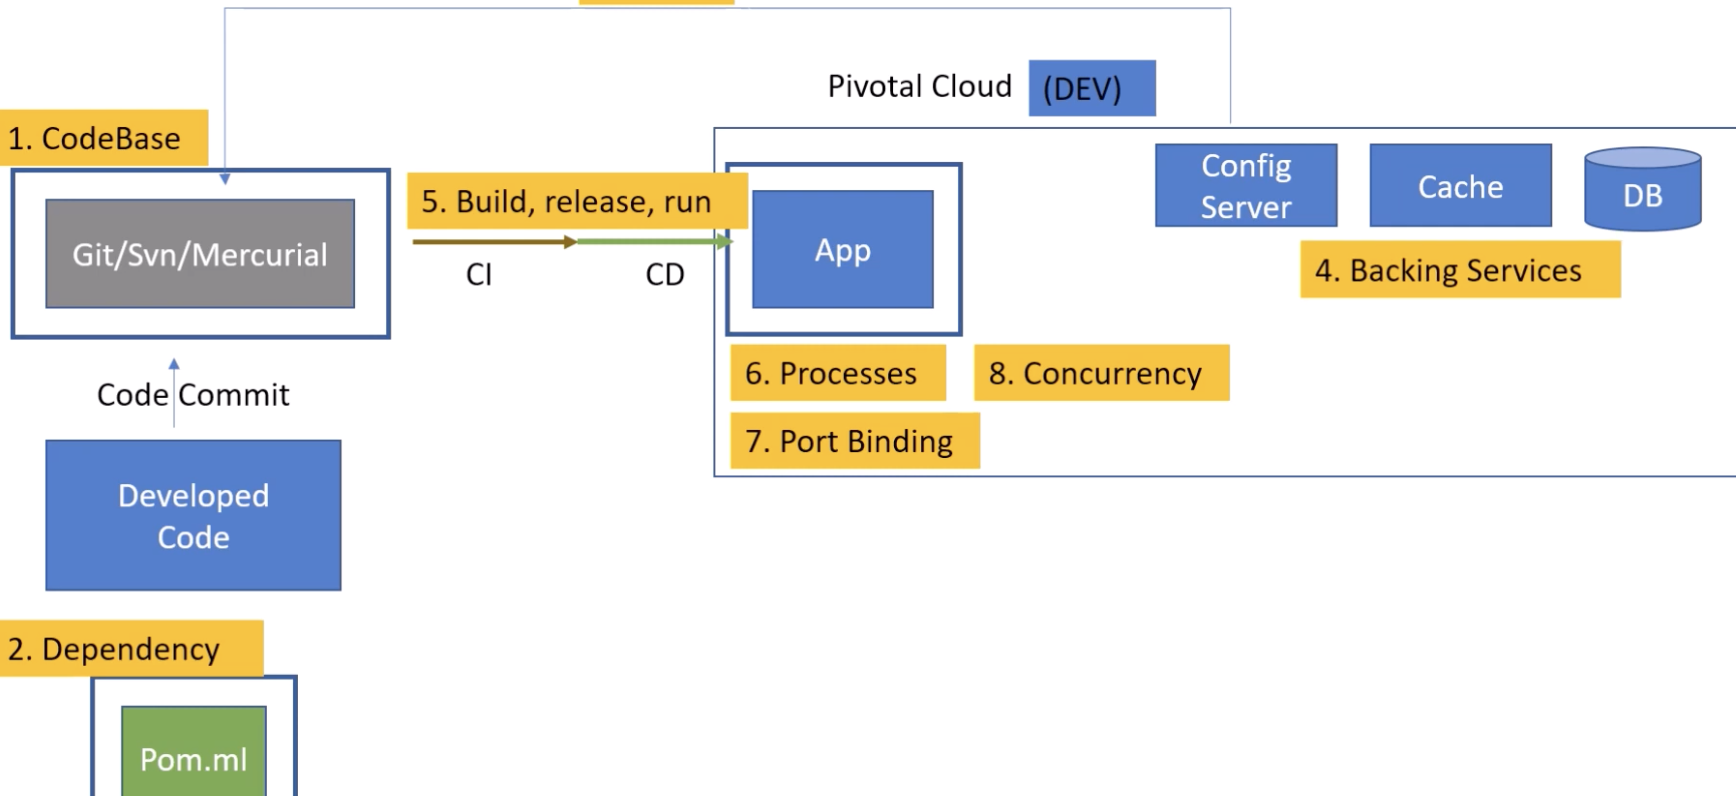 Pivotal Cloud (DEV)
1. CodeBase
Git/Svn/Mercurial
5. Build, release, run
CI CD
App
Config
Server
Cache
DB
4. Backing Services
6. Processes
8. Concurrency
7. Port Binding
Code Commit
Developed
Code
2. Dependency
Pom.ml